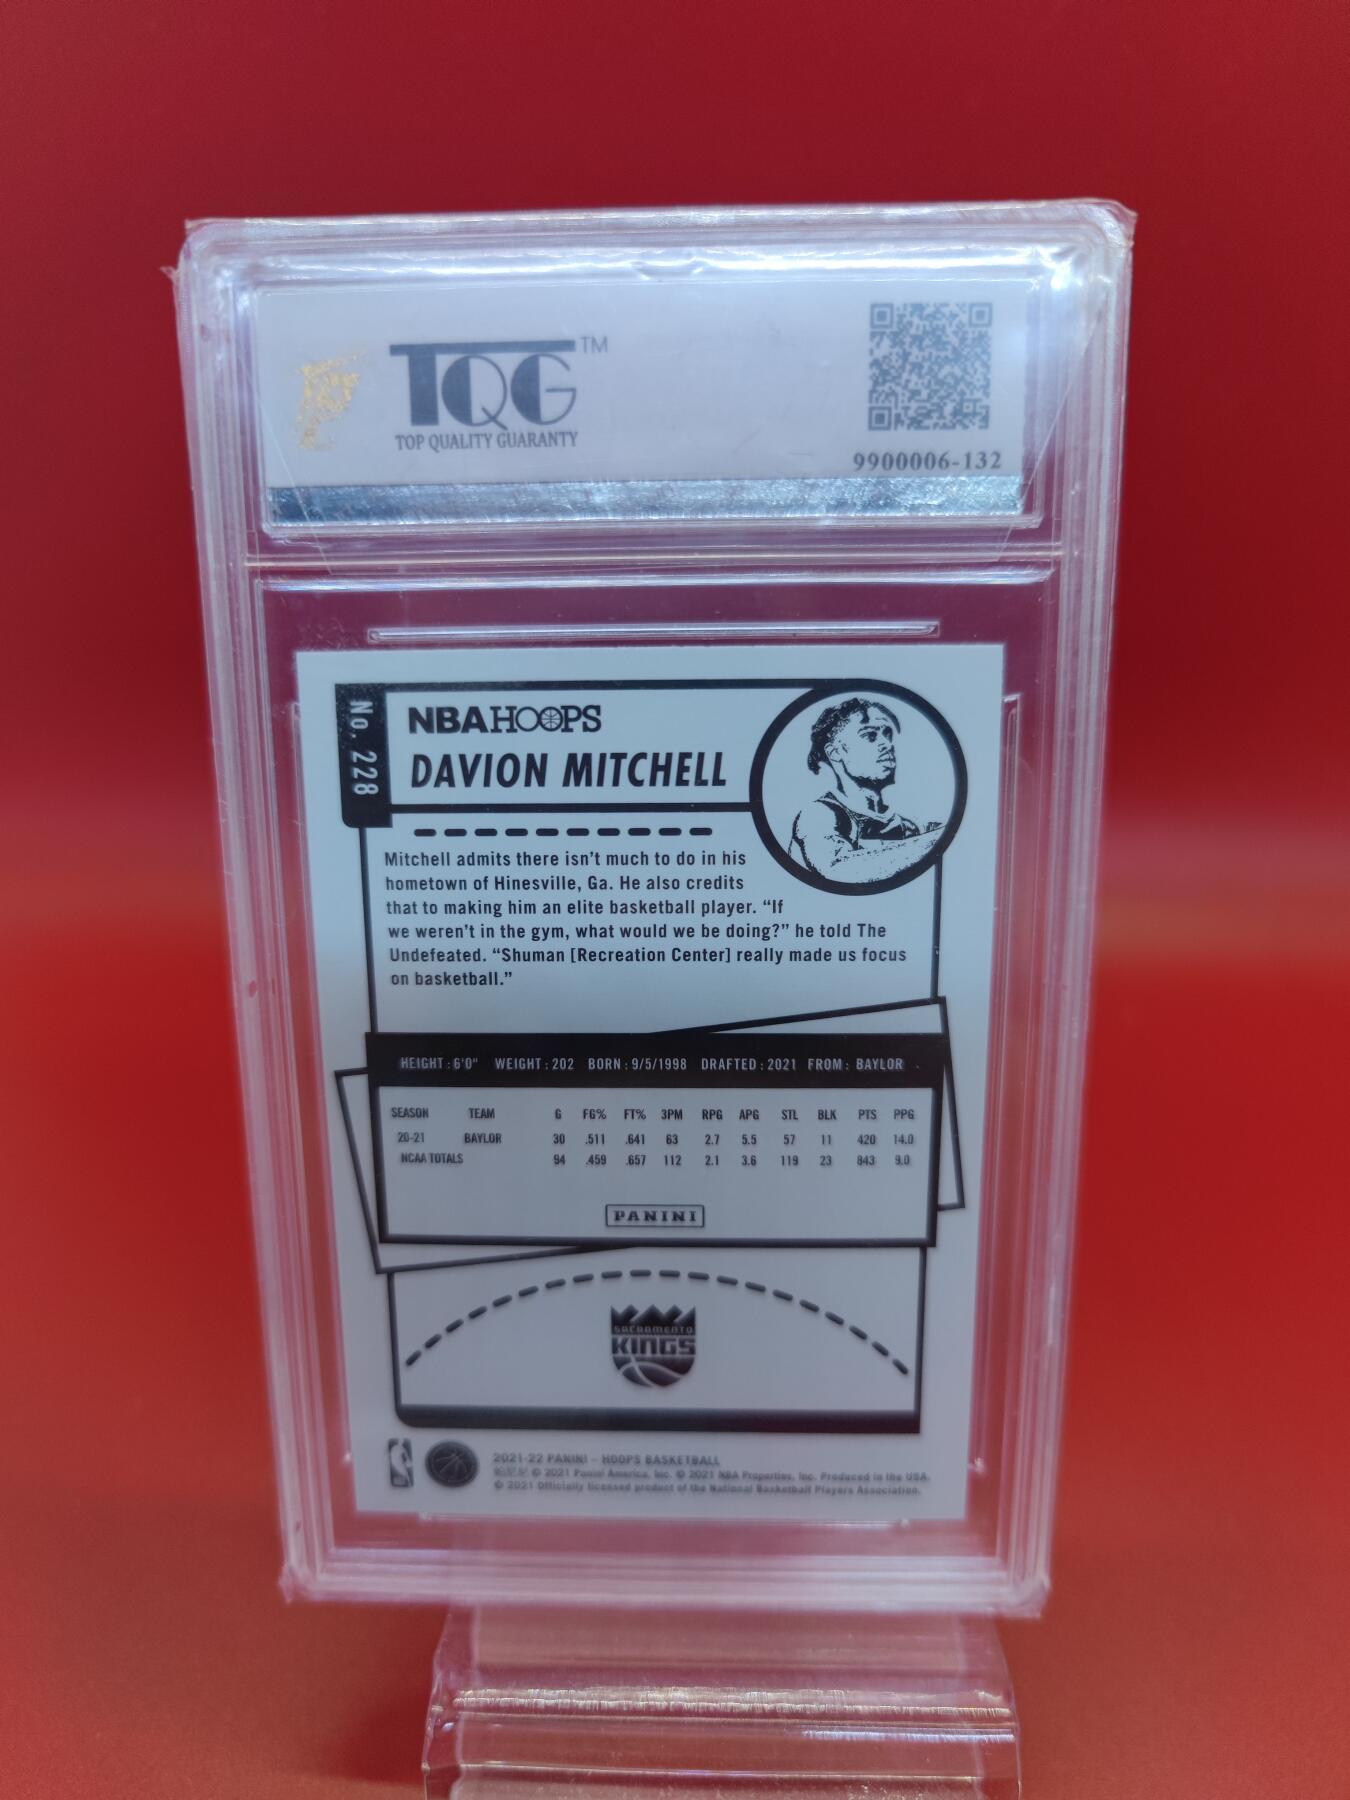 TQG™
TOP QUALITY GUARANTY
9900006-132
No. 228
NBA HOOPS
DAVION MITCHELL
Mitchell admits there isn't much to do in his
hometown of Hinesville, Ga. He also credits
that to making him an elite basketball player. “If
we weren't in the gym, what would we be doing?” he told The
Undefeated. “Shuman [Recreation Center] really made us focus
on basketball.”
HEIGHT: 6'0" WEIGHT: 202 BORN: 9/5/1998 DRAFTED: 2021 FROM: BAYLOR
SEASON TEAM G FG% FT% 3PM RPG APG STL BLK PTS PPG
20-21 BAYLOR 30 .511 .641 63 2.7 5.5 57 11 420 14.0
NCAA TOTALS 94 .459 .657 112 2.1 3.6 119 23 843 9.0
PANINI
SACRAMENTO
KINGS
2021-22 PANINI – HOOPS BASKETBALL
© 2021 Panini America, Inc. © 2021 NBA Properties, Inc. Produced in the USA.
© 2021 Officially licensed product of the National Basketball Players Association.